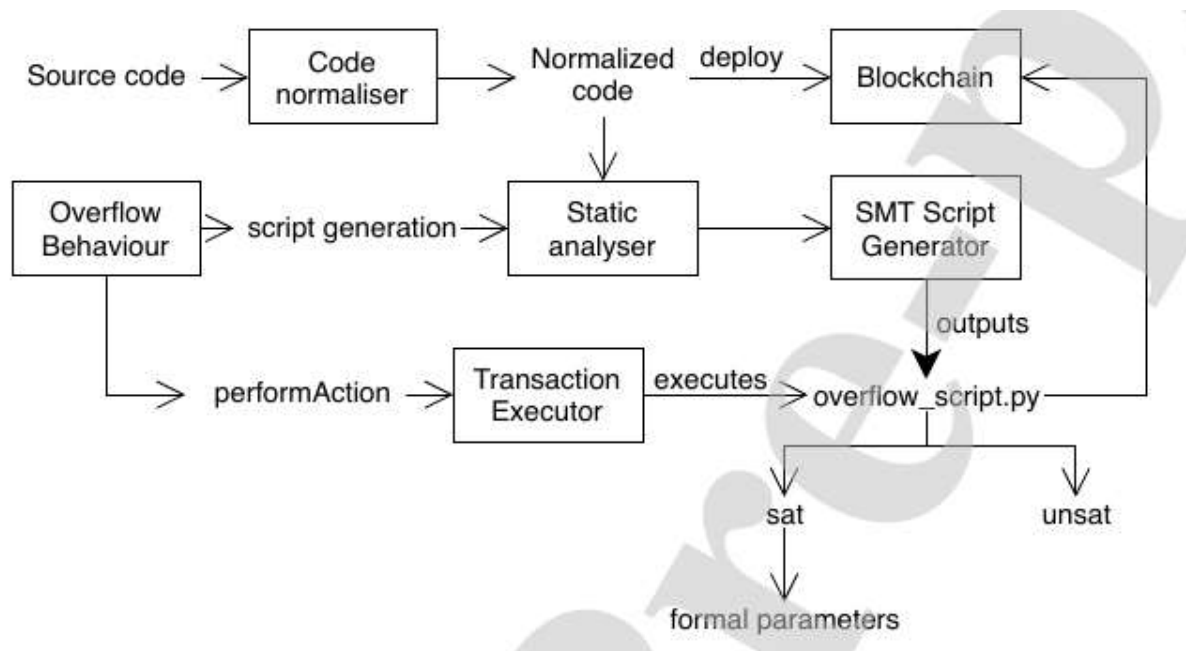 Source code
Code
normaliser
Normalized
code
deploy
Blockchain
Overflow
Behaviour
script generation
Static
analyser
SMT Script
Generator
outputs
performAction
Transaction
Executor
executes
overflow_script.py
sat
unsat
formal parameters